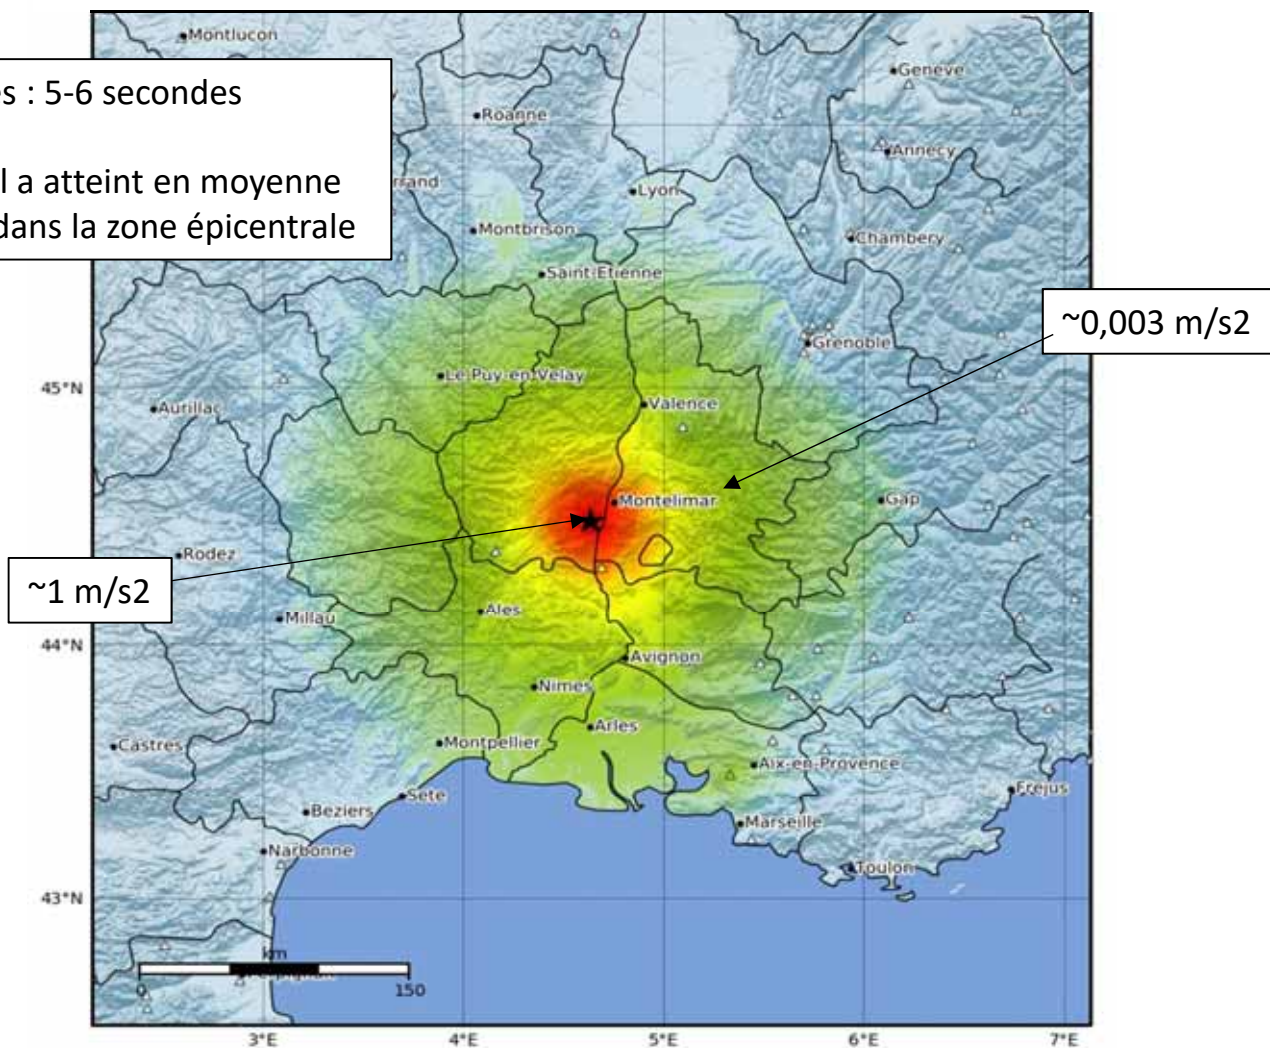 Montlucon
es : 5-6 secondes
Geneve
Roanne
Annecy
l a atteint en moyenne
rrand
Lyon
dans la zone épicentrale
Montbrison
Chambery
Saint-Etienne
~0,003 m/s2
Grenoble
45°N
Le-Puy-en-Velay
Aurillac
Valence
Montelimar
Gap
Rodez
~1 m/s2
Ales
Millau
44°N
Avignon
Nimes
Arles
Castres
Montpellier
Aix-en-Provence
Sete
Frejus
Beziers
Marseille
Narbonne
Toulon
43°N
km
0
150
3°E
4°E
5°E
6°E
7°E